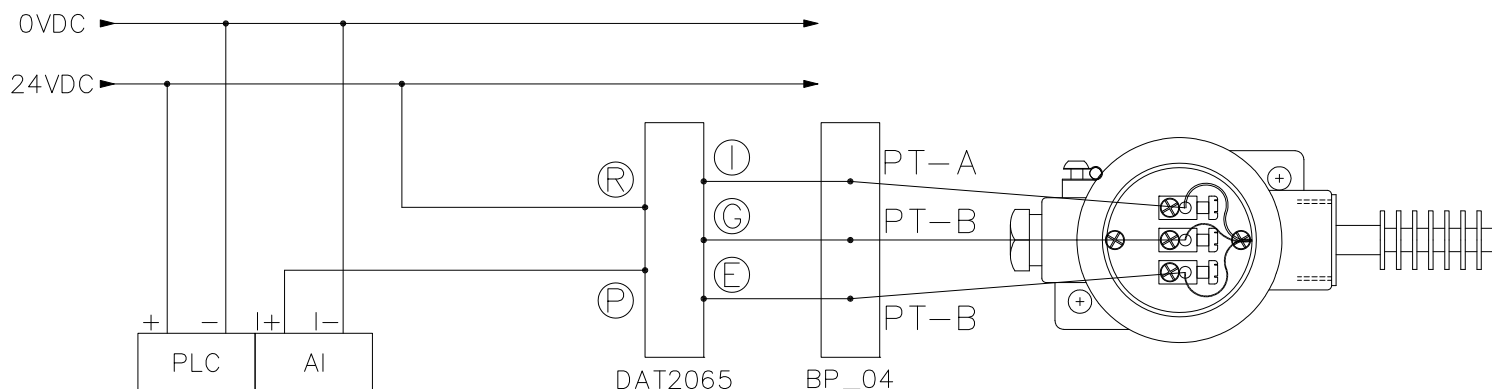 0VDC
24VDC
R
I
PT-A
G
PT-B
P
E
PT-B
+ - I+ I-
PLC AI
DAT2065 BP_04